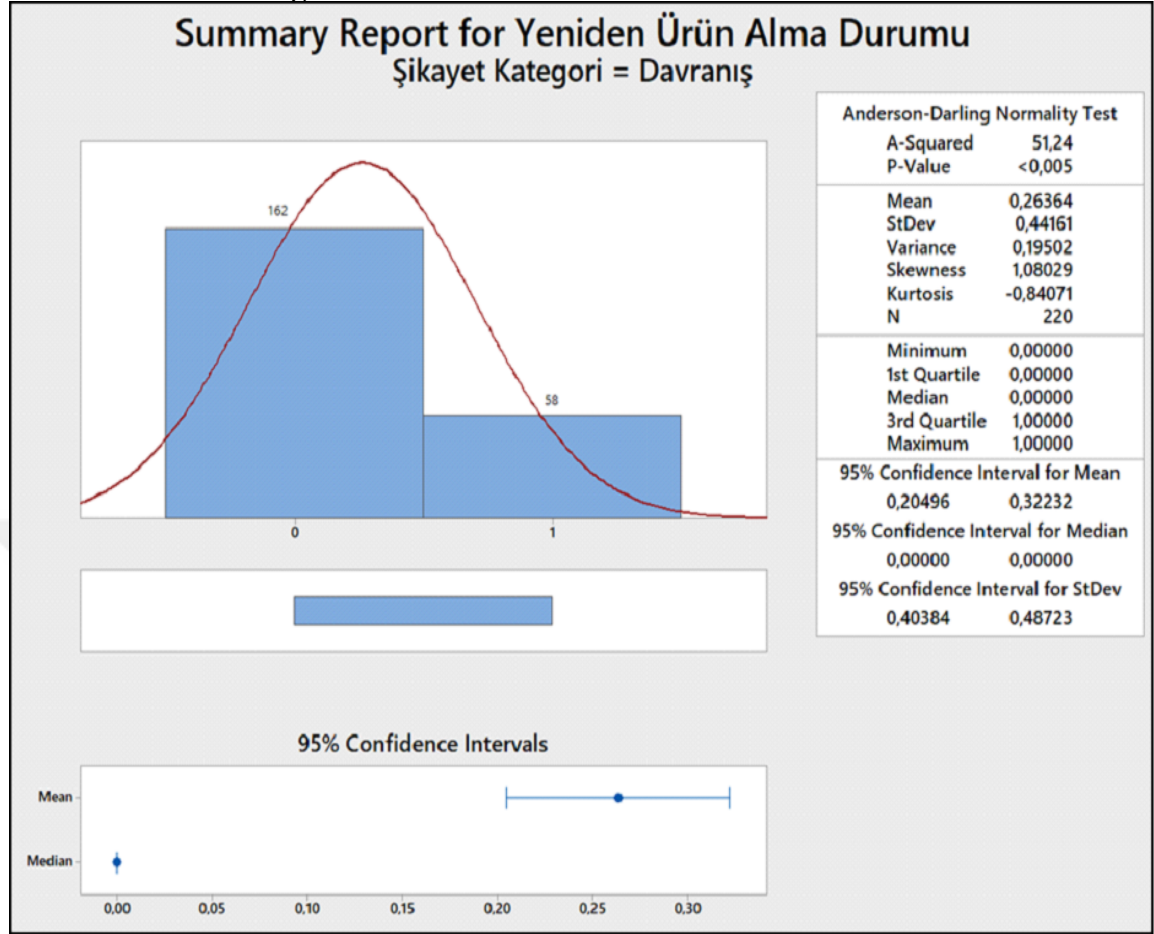 Summary Report for Yeniden Ürün Alma Durumu
Şikayet Kategori = Davranış
162
58
0
1
Anderson-Darling Normality Test
A-Squared 51,24
P-Value <0,005
Mean 0,26364
StDev 0,44161
Variance 0,19502
Skewness 1,08029
Kurtosis -0,84071
N 220
Minimum 0,00000
1st Quartile 0,00000
Median 0,00000
3rd Quartile 1,00000
Maximum 1,00000
95% Confidence Interval for Mean
0,20496 0,32232
95% Confidence Interval for Median
0,00000 0,00000
95% Confidence Interval for StDev
0,40384 0,48723
95% Confidence Intervals
Mean
Median
0,00 0,05 0,10 0,15 0,20 0,25 0,30